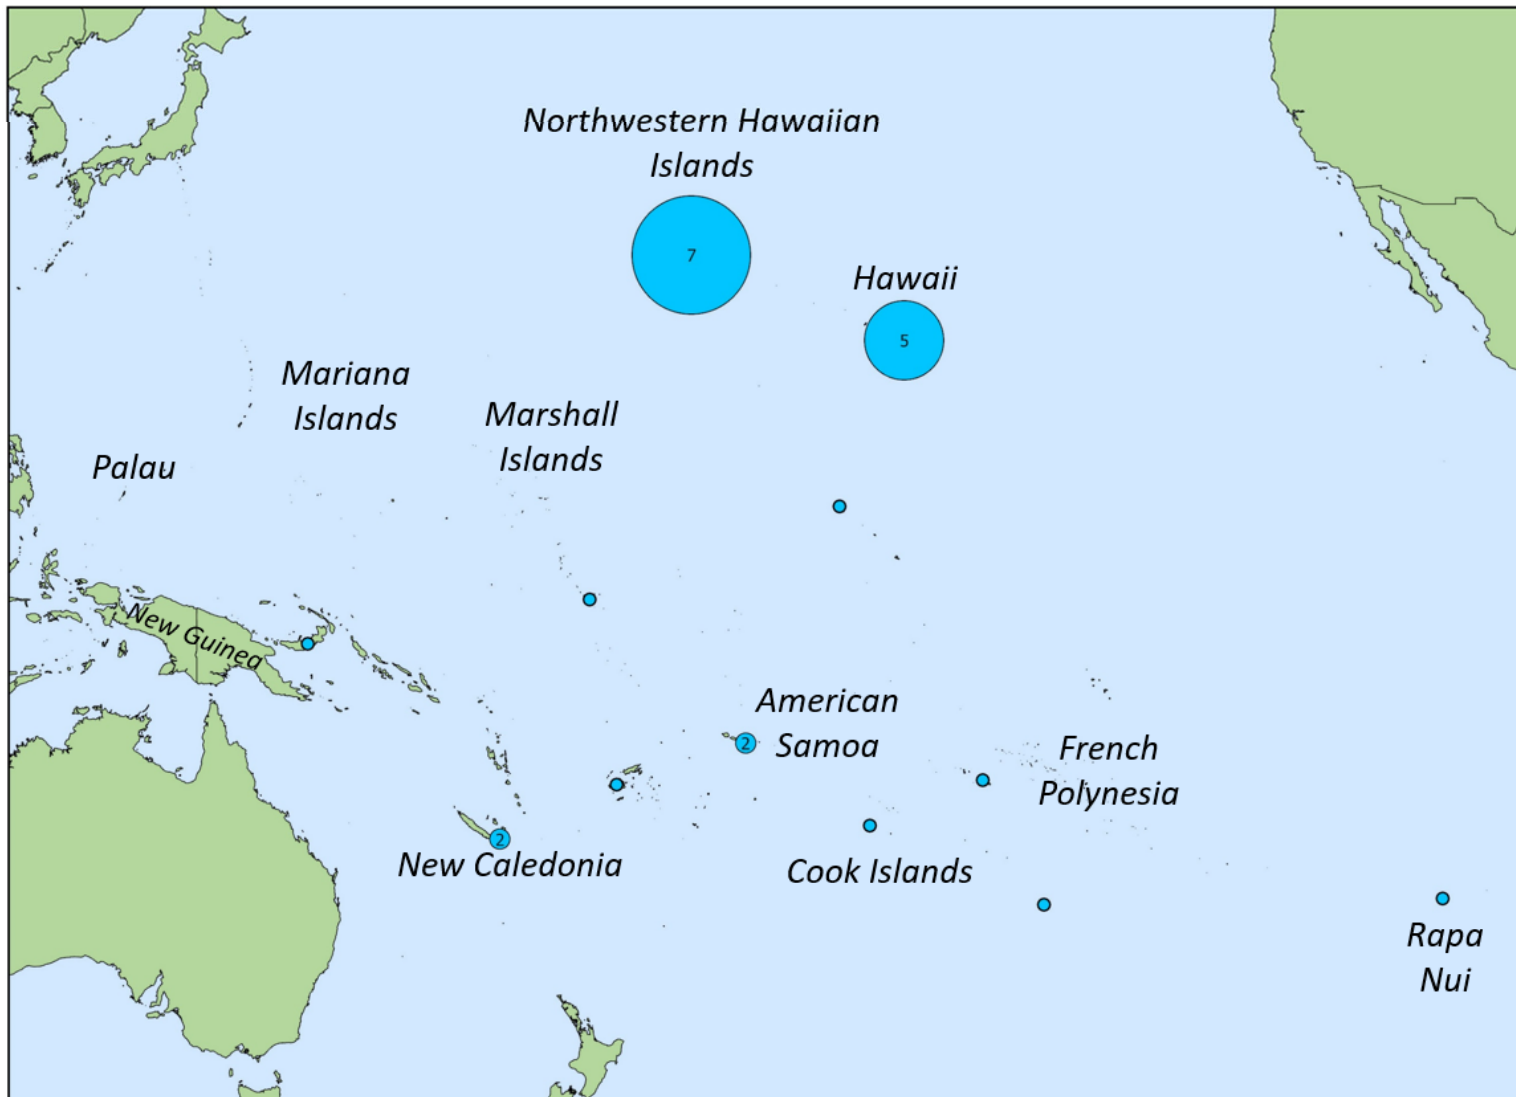 Northwestern Hawaiian
Islands
7
Hawaii
5
Mariana
Islands
Marshall
Islands
Palau
New Guinea
American
Samoa
2
French
Polynesia
2
New Caledonia
Cook Islands
Rapa
Nui